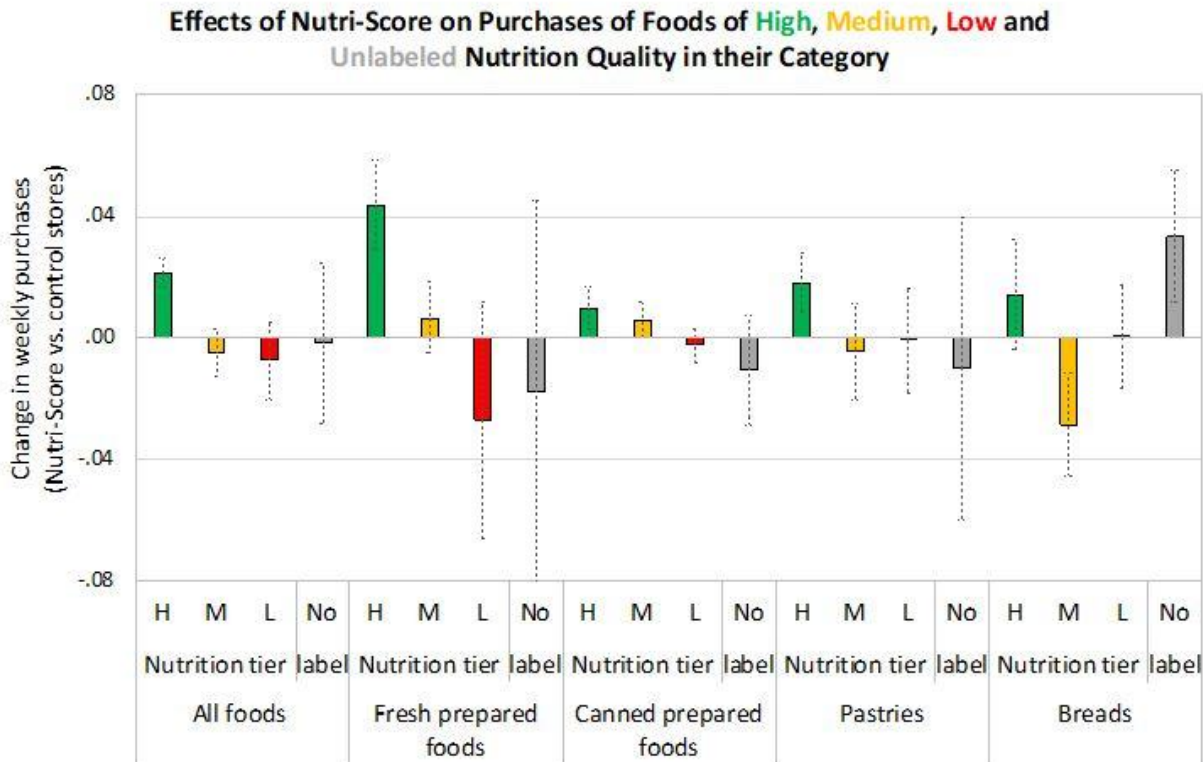 Effects of Nutri-Score on Purchases of Foods of High, Medium, Low and
Unlabeled Nutrition Quality in their Category
Change in weekly purchases
(Nutri-Score vs. control stores)
.08
.04
.00
-.04
-.08
H M L No H M L No H M L No H M L No H M L No
Nutrition tier label Nutrition tier label Nutrition tier label Nutrition tier label Nutrition tier label
All foods Fresh prepared Canned prepared Pastries Breads
foods foods